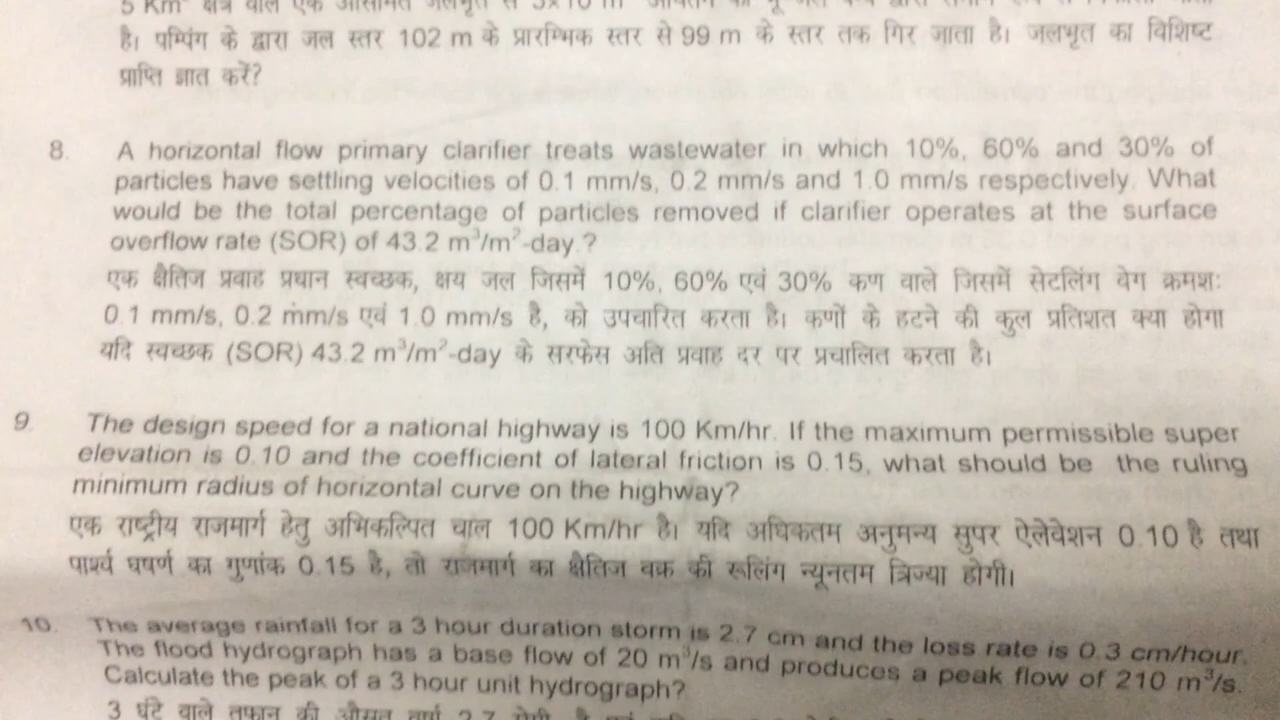 5 Km² क्षेत्र वाले एक
है। पम्पिंग के द्वारा जल स्तर 102 m के प्रारम्भिक स्तर से 99 m के स्तर तक गिर जाता है। जलभृत का विशिष्ट
प्राप्ति ज्ञात करें?
8. A horizontal flow primary clarifier treats wastewater in which 10%, 60% and 30% of
particles have settling velocities of 0.1 mm/s, 0.2 mm/s and 1.0 mm/s respectively. What
would be the total percentage of particles removed if clarifier operates at the surface
overflow rate (SOR) of 43.2 m³/m²-day,?
एक क्षैतिज प्रवाह प्रधान स्वच्छक, क्षय जल जिसमें 10%, 60% एवं 30% कण वाले जिसमें सेटलिंग वेग क्रमशः
0.1 mm/s, 0.2 mm/s एवं 1.0 mm/s है, को उपचारित करता है। कणों के हटने की कुल प्रतिशत क्या होगा
यदि स्वच्छक (SOR) 43.2 m³/m²-day के सरफेस अति प्रवाह दर पर प्रचालित करता है।
9. The design speed for a national highway is 100 Km/hr. If the maximum permissible super
elevation is 0.10 and the coefficient of lateral friction is 0.15, what should be the ruling
minimum radius of horizontal curve on the highway?
एक राष्ट्रीय राजमार्ग हेतु अभिकल्पित चाल 100 Km/hr है। यदि अधिकतम अनुमन्य सुपर ऐलेवेशन 0.10 है तथा
पार्श्व घषर्ण का गुणांक 0.15 है, तो राजमार्ग का क्षैतिज वक्र की रूलिंग न्यूनतम त्रिज्या होगी।
10. The average rainfall for a 3 hour duration storm is 2.7 cm and the loss rate is 0.3 cm/hour.
The flood hydrograph has a base flow of 20 m³/s and produces a peak flow of 210 m³/s.
Calculate the peak of a 3 hour unit hydrograph?
3 घंटे वाले तूफान की औसत वर्षा 2.7